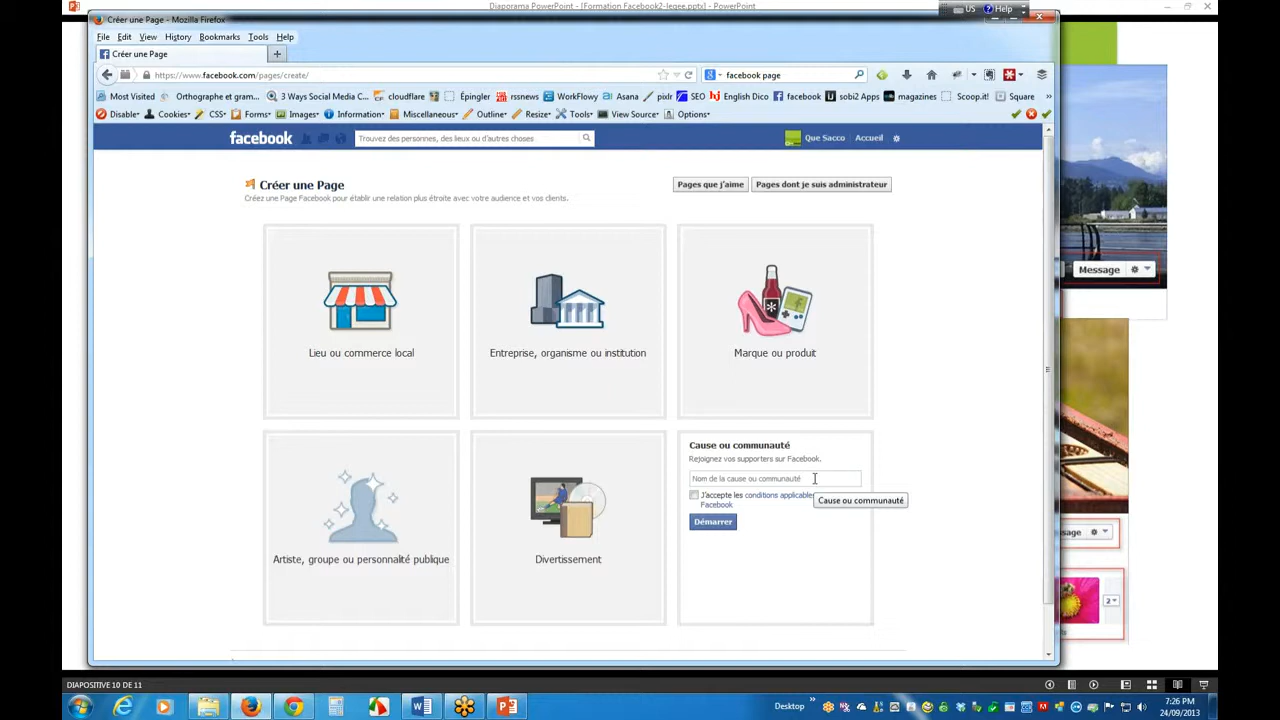 Diaporama PowerPoint - [Formation Facebook2-legee.pptx] - PowerPoint
Créer une Page - Mozilla Firefox
US Help
File Edit View History Bookmarks Tools Help
Créer une Page
https://www.facebook.com/pages/create/
facebook page
Most Visited Orthographe et gram... 3 Ways Social Media C... cloudflare Épingler rssnews WorkFlowy Asana pixlr SEO English Dico facebook sobi2 Apps magazines Scoop.it! Square
Disable Cookies CSS Forms Images Information Miscellaneous Outline Resize Tools View Source Options
facebook
Trouvez des personnes, des lieux ou d'autres choses
Que Sacco Accueil
Créer une Page
Pages que j'aime
Pages dont je suis administrateur
Créez une Page Facebook pour établir une relation plus étroite avec votre audience et vos clients.
Message
Lieu ou commerce local
Entreprise, organisme ou institution
Marque ou produit
Cause ou communauté
Rejoignez vos supporters sur Facebook.
Nom de la cause ou communauté
J'accepte les conditions applicables
Facebook
Cause ou communauté
Démarrer
Artiste, groupe ou personnalité publique
Divertissement
ssage
2
DIAPOSITIVE 10 DE 11
Desktop
7:26 PM
24/09/2013